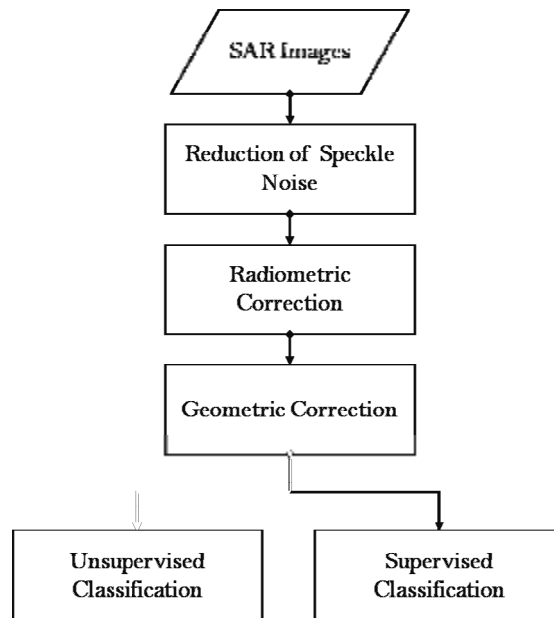 SAR Images
Reduction of Speckle
Noise
Radiometric
Correction
Geometric Correction
Unsupervised
Classification
Supervised
Classification